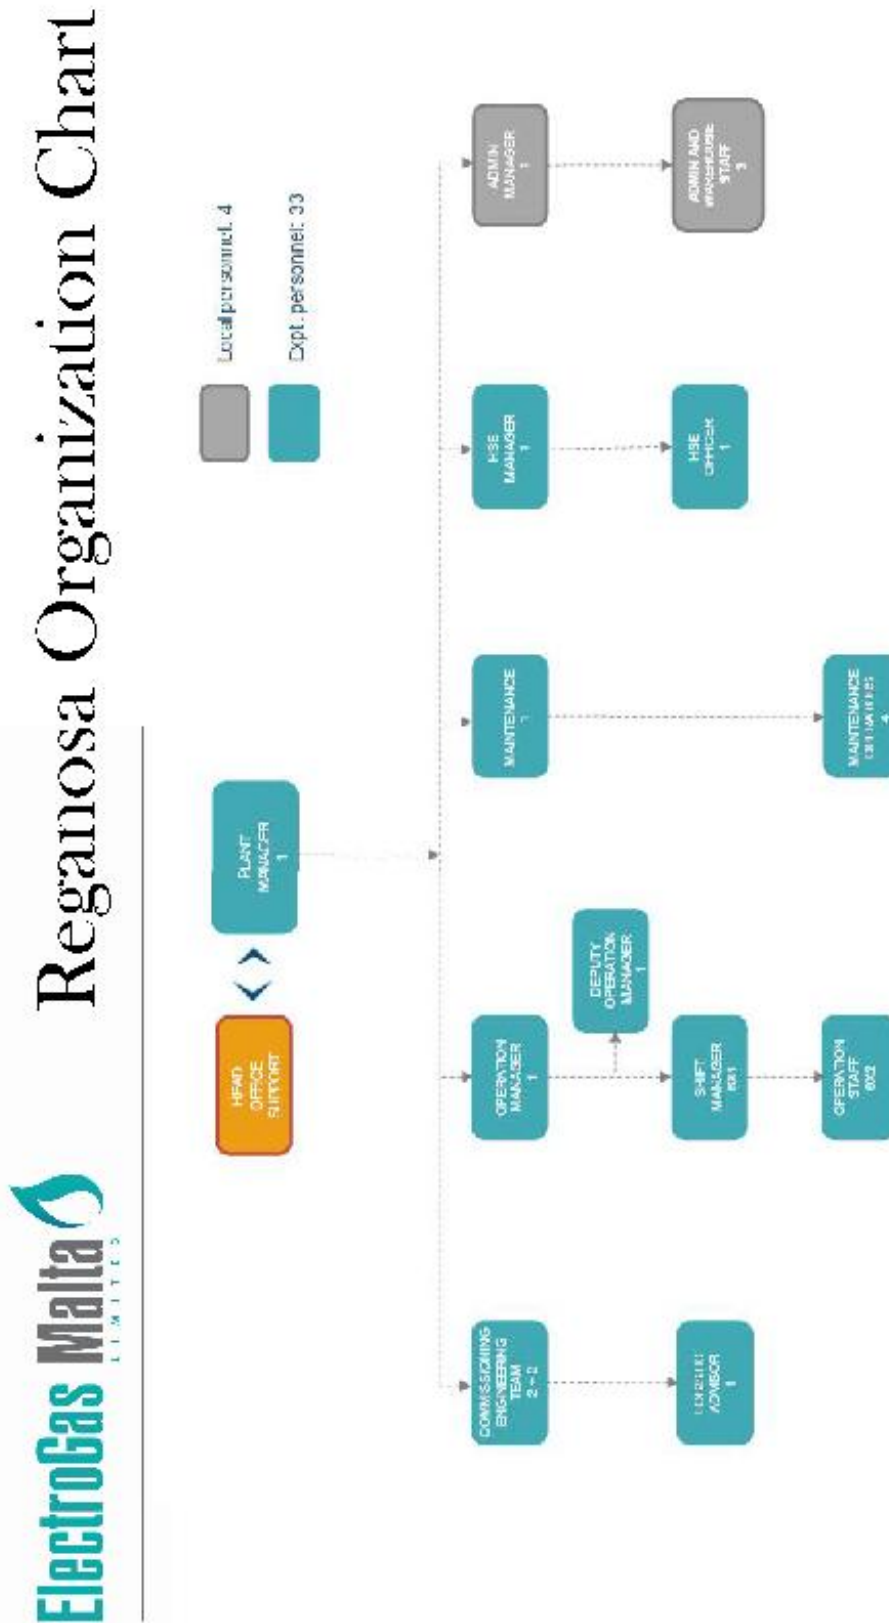 ElectroGas Malta
LIMITED
Reganosa Organization Chart
Local personnel: 4
Expt. personnel: 33
HEAD
OFFICE
SUPPORT
PLANT
MANAGER
1
COMMISSIONING
ENGINEERING
TEAM
2 + 2
OPERATION
MANAGER
1
MAINTENANCE
1
HSE
MANAGER
1
ADMIN
MANAGER
1
DEPUTY
OPERATION
MANAGER
1
ADVISOR
1
SHIFT
MANAGER
HSE
OFFICER
1
ADMIN AND
WAREHOUSE
STAFF
3
OPERATION
STAFF
6X2
MAINTENANCE
4